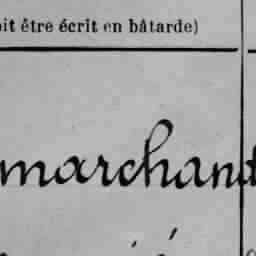 oit être écrit en bâtarde)
marchand